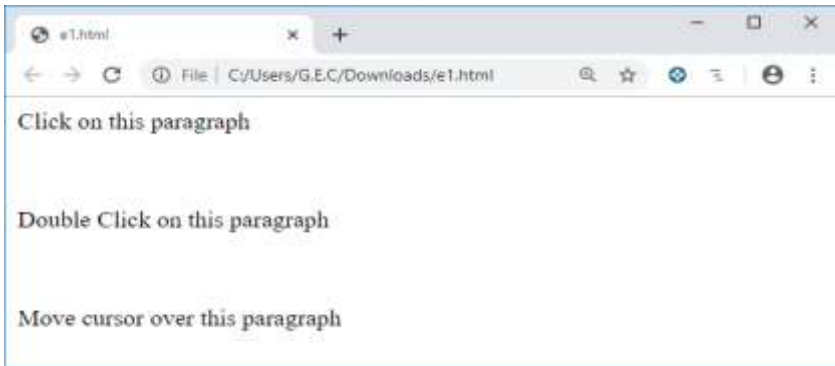 e1.html
File C:/Users/G.E.C/Downloads/e1.html
Click on this paragraph
Double Click on this paragraph
Move cursor over this paragraph